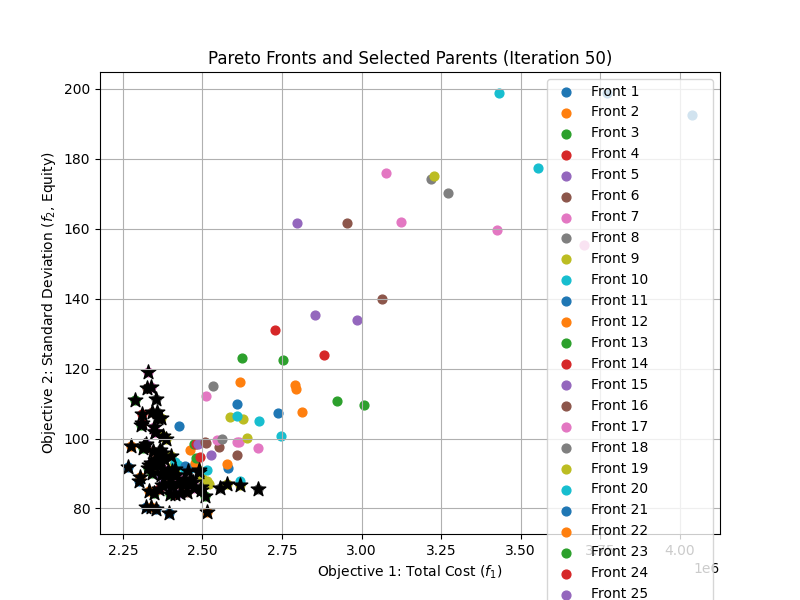 Pareto Fronts and Selected Parents (Iteration 50)
Objective 2: Standard Deviation (f2, Equity)
200
180
160
140
120
100
80
2.25 2.50 2.75 3.00 3.25 3.50 3.75 4.00
1e6
Objective 1: Total Cost (f1)
Front 1
Front 2
Front 3
Front 4
Front 5
Front 6
Front 7
Front 8
Front 9
Front 10
Front 11
Front 12
Front 13
Front 14
Front 15
Front 16
Front 17
Front 18
Front 19
Front 20
Front 21
Front 22
Front 23
Front 24
Front 25